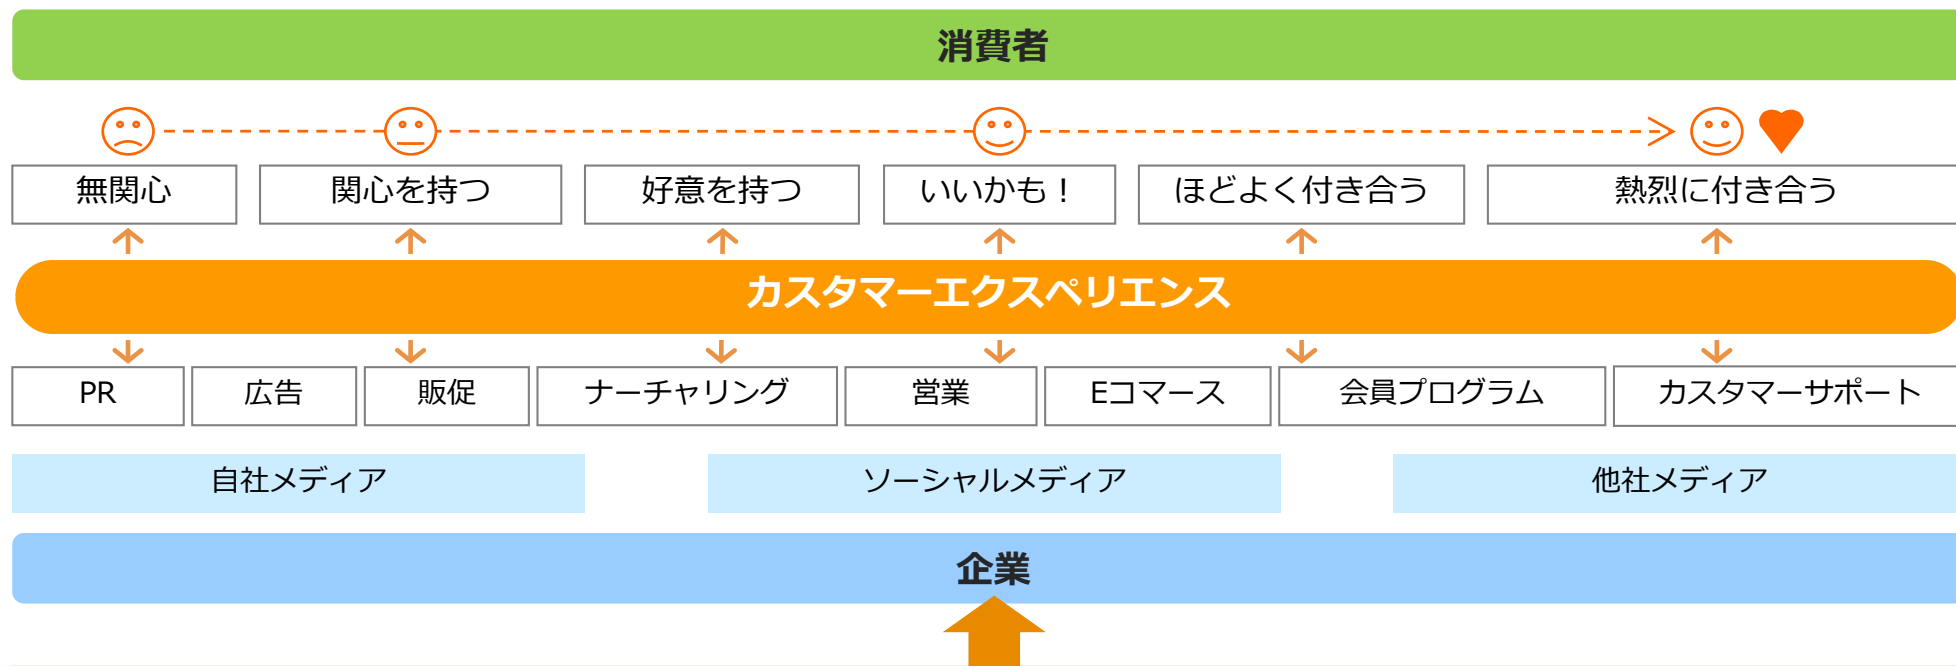 消費者
無関心
関心を持つ
好意を持つ
いいかも！
ほどよく付き合う
熱烈に付き合う
カスタマーエクスペリエンス
PR
広告
販促
ナーチャリング
営業
Eコマース
会員プログラム
カスタマーサポート
自社メディア
ソーシャルメディア
他社メディア
企業